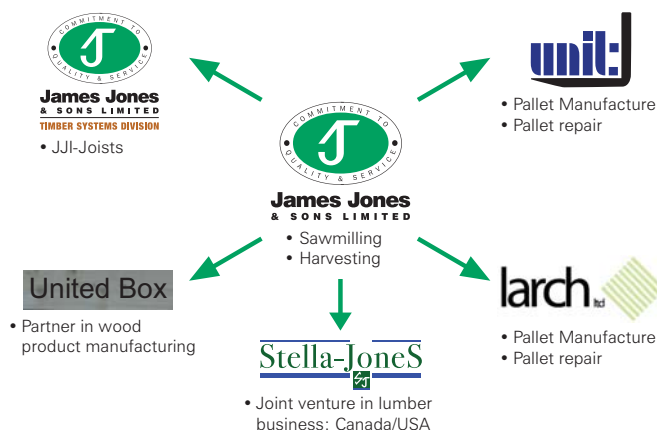 COMMITMENT TO
QUALITY & SERVICE
J
James Jones
& SONS LIMITED
TIMBER SYSTEMS DIVISION
• JJI-Joists
unit:
• Pallet Manufacture
• Pallet repair
COMMITMENT TO
QUALITY & SERVICE
J
James Jones
& SONS LIMITED
• Sawmilling
• Harvesting
United Box
• Partner in wood
product manufacturing
larch ltd
• Pallet Manufacture
• Pallet repair
Stella-JoneS
SJ
• Joint venture in lumber
business: Canada/USA